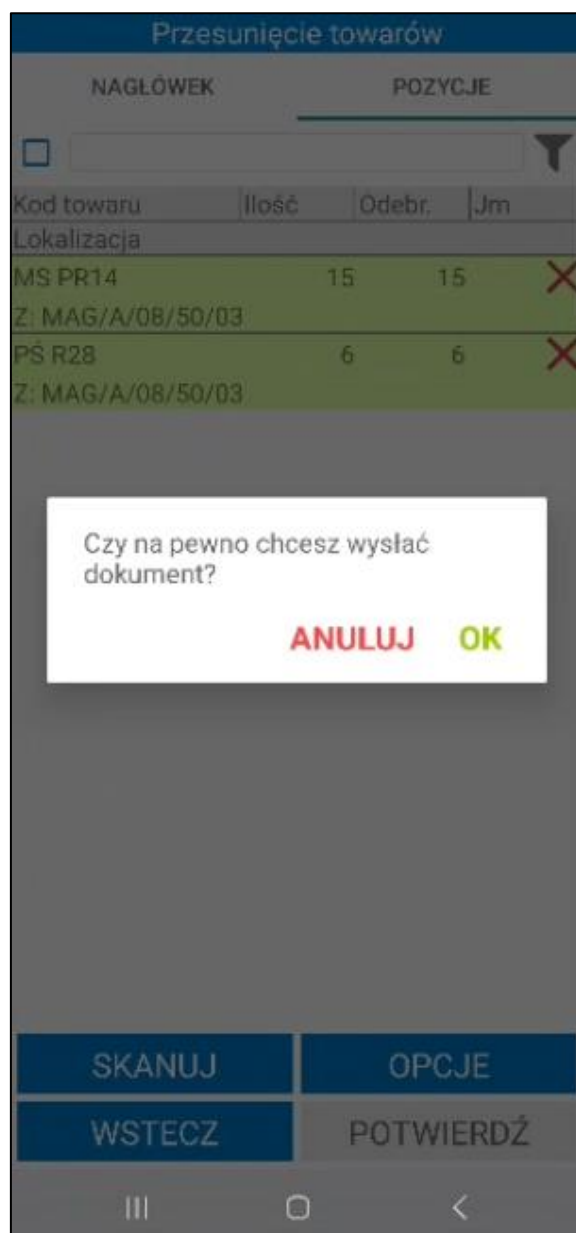 Przesunięcie towarów
NAGŁÓWEK POZYCJE
Kod towaru Ilość Odebr. Jm
Lokalizacja
MS PR14 15 15
Z: MAG/A/08/50/03
PŚ R28 6 6
Z: MAG/A/08/50/03
Czy na pewno chcesz wysłać
dokument?
ANULUJ OK
SKANUJ OPCJE
WSTECZ POTWIERDŹ